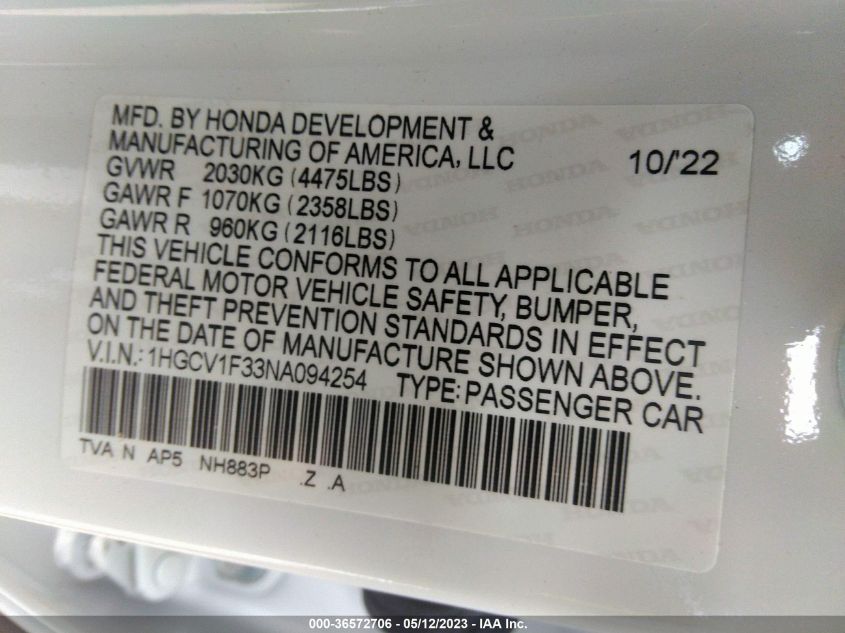 MFD. BY HONDA DEVELOPMENT &
MANUFACTURING OF AMERICA, LLC 10/'22
GVWR 2030KG (4475LBS)
GAWR F 1070KG (2358LBS)
GAWR R 960KG (2116LBS)
THIS VEHICLE CONFORMS TO ALL APPLICABLE
FEDERAL MOTOR VEHICLE SAFETY, BUMPER,
AND THEFT PREVENTION STANDARDS IN EFFECT
ON THE DATE OF MANUFACTURE SHOWN ABOVE.
V.I.N.: 1HGCV1F33NA094254 TYPE: PASSENGER CAR
TVA N AP5 NH883P .Z .A
000-36572706 - 05/12/2023 - IAA Inc.